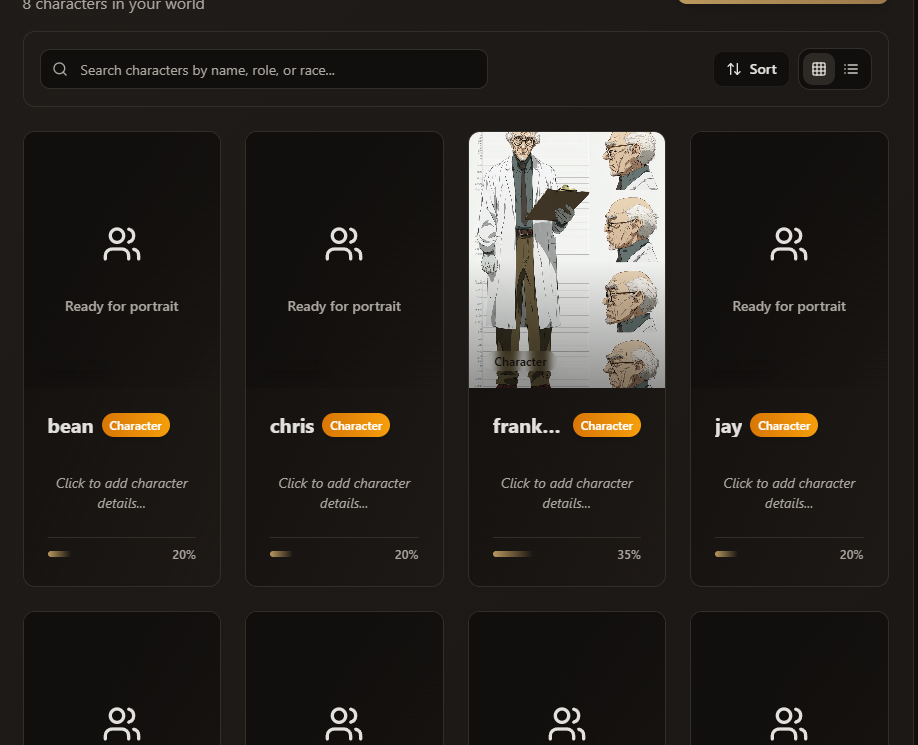 8 characters in your world
Search characters by name, role, or race...
Sort
Ready for portrait
Ready for portrait
Character
Ready for portrait
bean Character
chris Character
frank... Character
jay Character
Click to add character
details...
Click to add character
details...
Click to add character
details...
Click to add character
details...
20%
20%
35%
20%